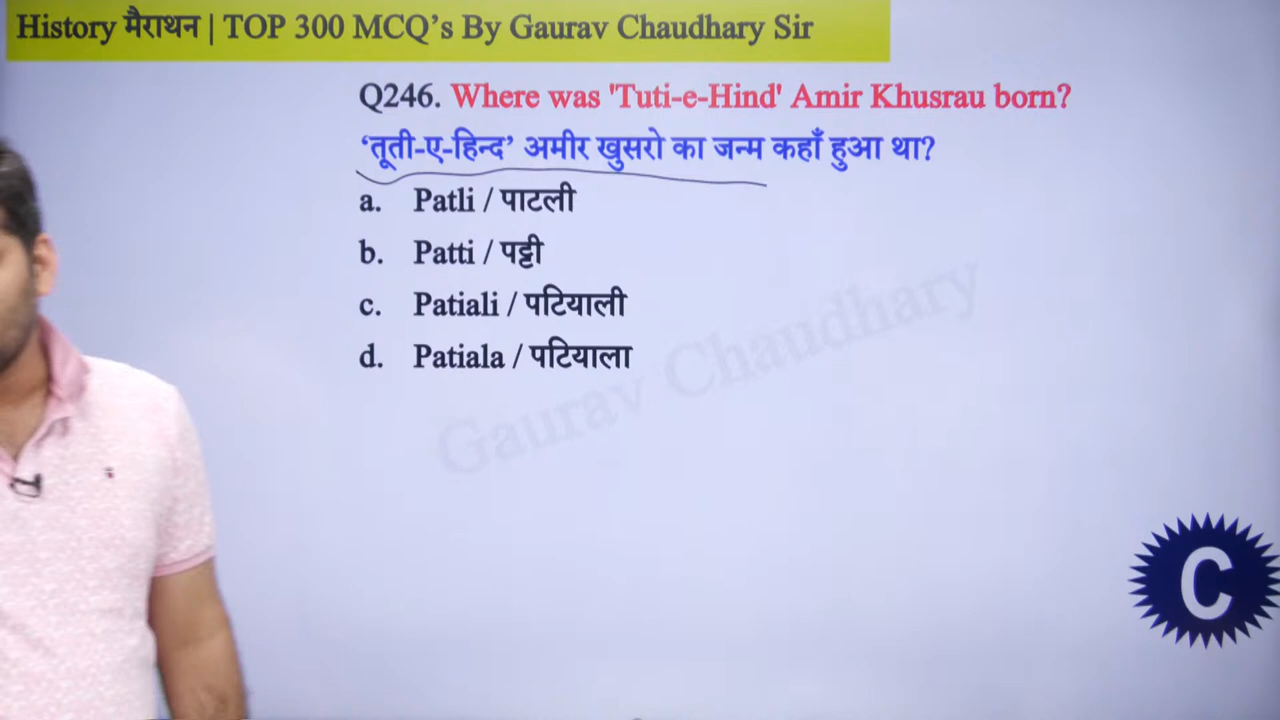 History मैराथन | TOP 300 MCQ’s By Gaurav Chaudhary Sir
Q246. Where was 'Tuti-e-Hind' Amir Khusrau born?
‘तूती-ए-हिन्द’ अमीर खुसरो का जन्म कहाँ हुआ था?
a. Patli / पाटली
b. Patti / पट्टी
c. Patiali / पटियाली
d. Patiala / पटियाला
Gaurav Chaudhary
C